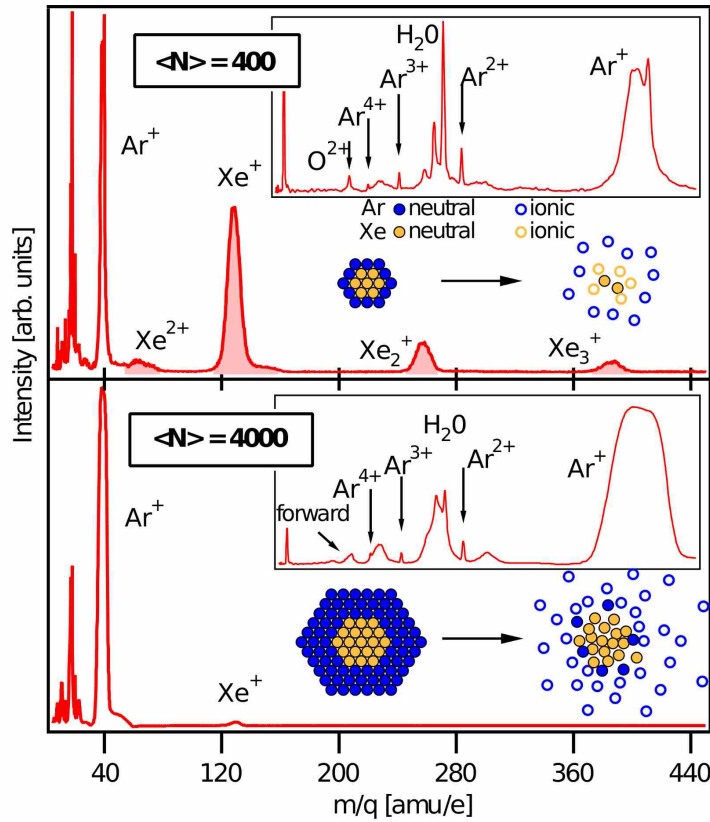 <N> = 400
H₂0
Ar³⁺
Ar²⁺
Ar⁺
Ar⁴⁺
O²⁺
Ar⁺
Xe⁺
Ar neutral ionic
Xe neutral ionic
Xe²⁺
Xe₂⁺
Xe₃⁺
Intensity [arb. units]
<N> = 4000
H₂0
Ar³⁺
Ar²⁺
Ar⁺
Ar⁴⁺
forward
Ar⁺
Xe⁺
40 120 200 280 360 440
m/q [amu/e]